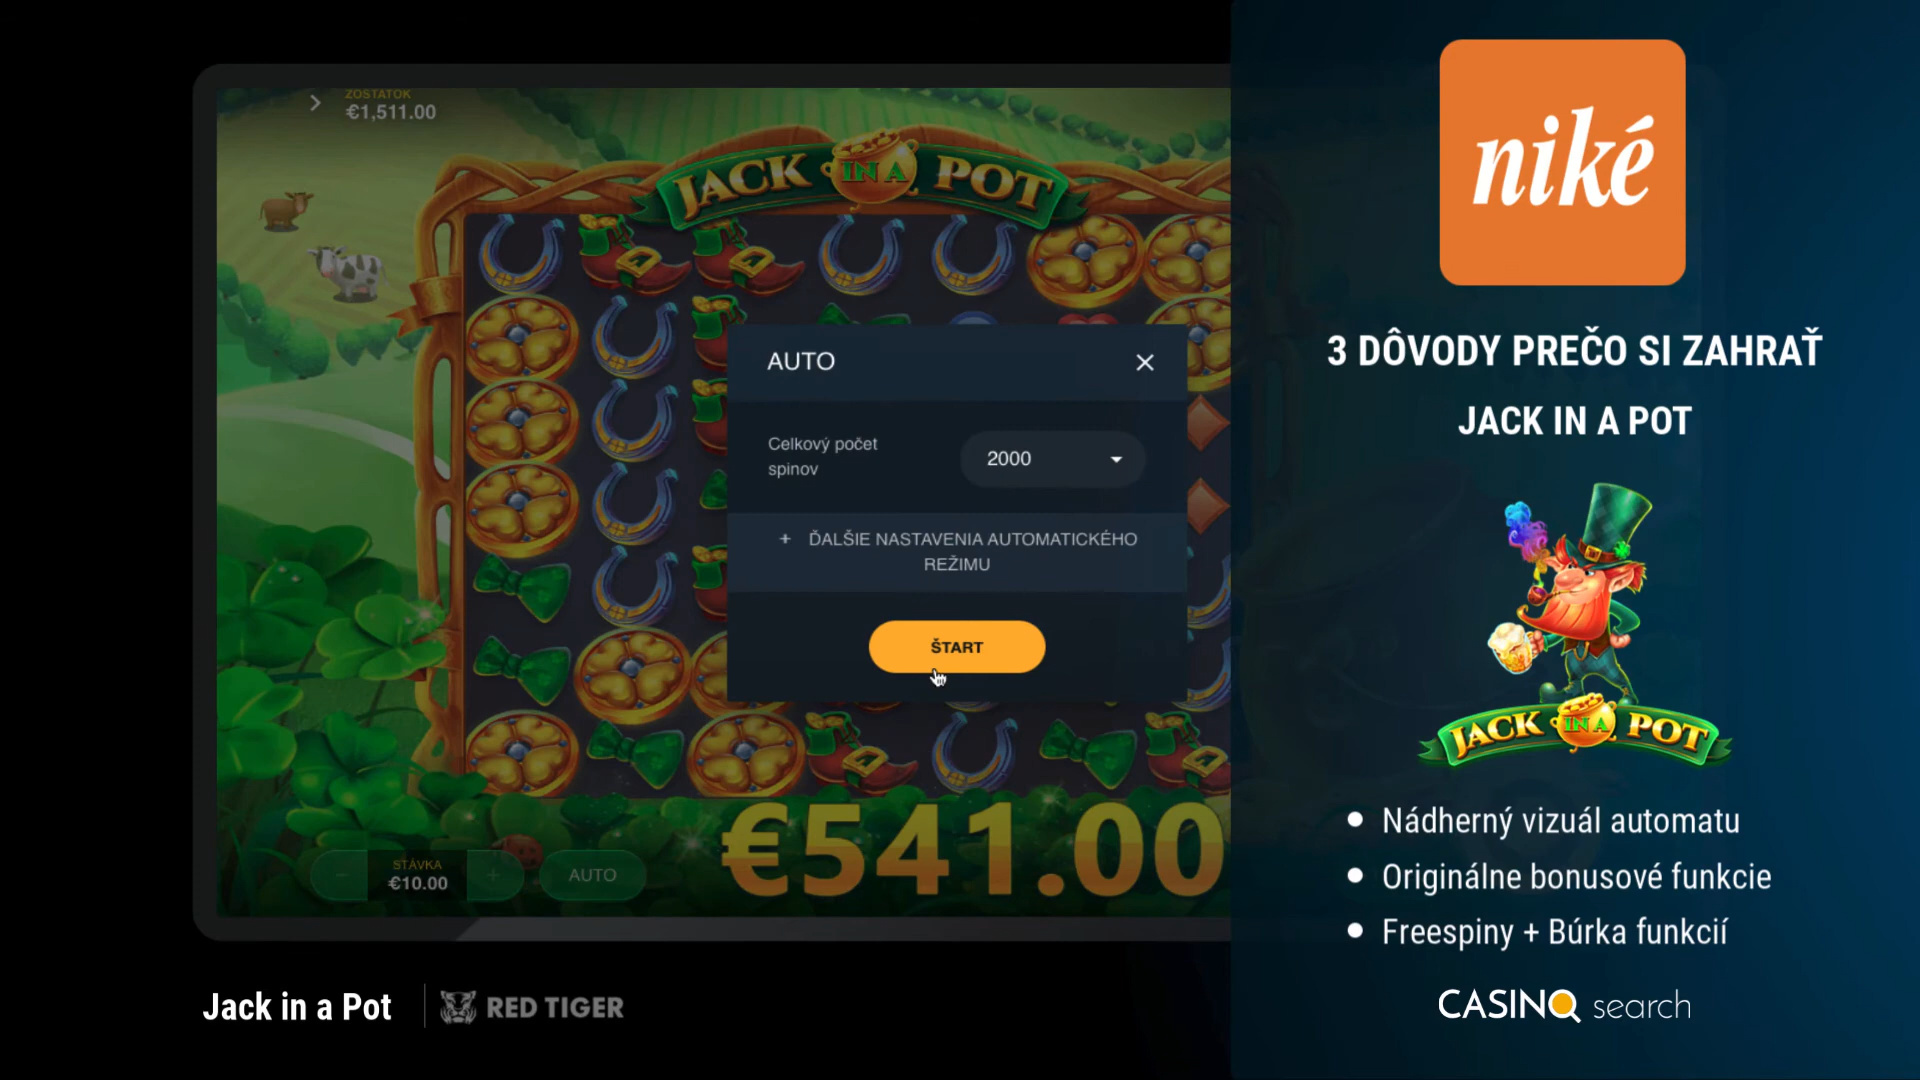 ZOSTATOK
€1,511.00
JACK IN A POT
AUTO
Celkový počet
spinov
2000
+ ĎALŠIE NASTAVENIA AUTOMATICKÉHO
REŽIMU
ŠTART
€541.00
STÁVKA
€10.00
AUTO
Jack in a Pot
RED TIGER
niké
3 DÔVODY PREČO SI ZAHRAŤ
JACK IN A POT
JACK IN A POT
• Nádherný vizuál automatu
• Originálne bonusové funkcie
• Freespiny + Búrka funkcií
CASINO search